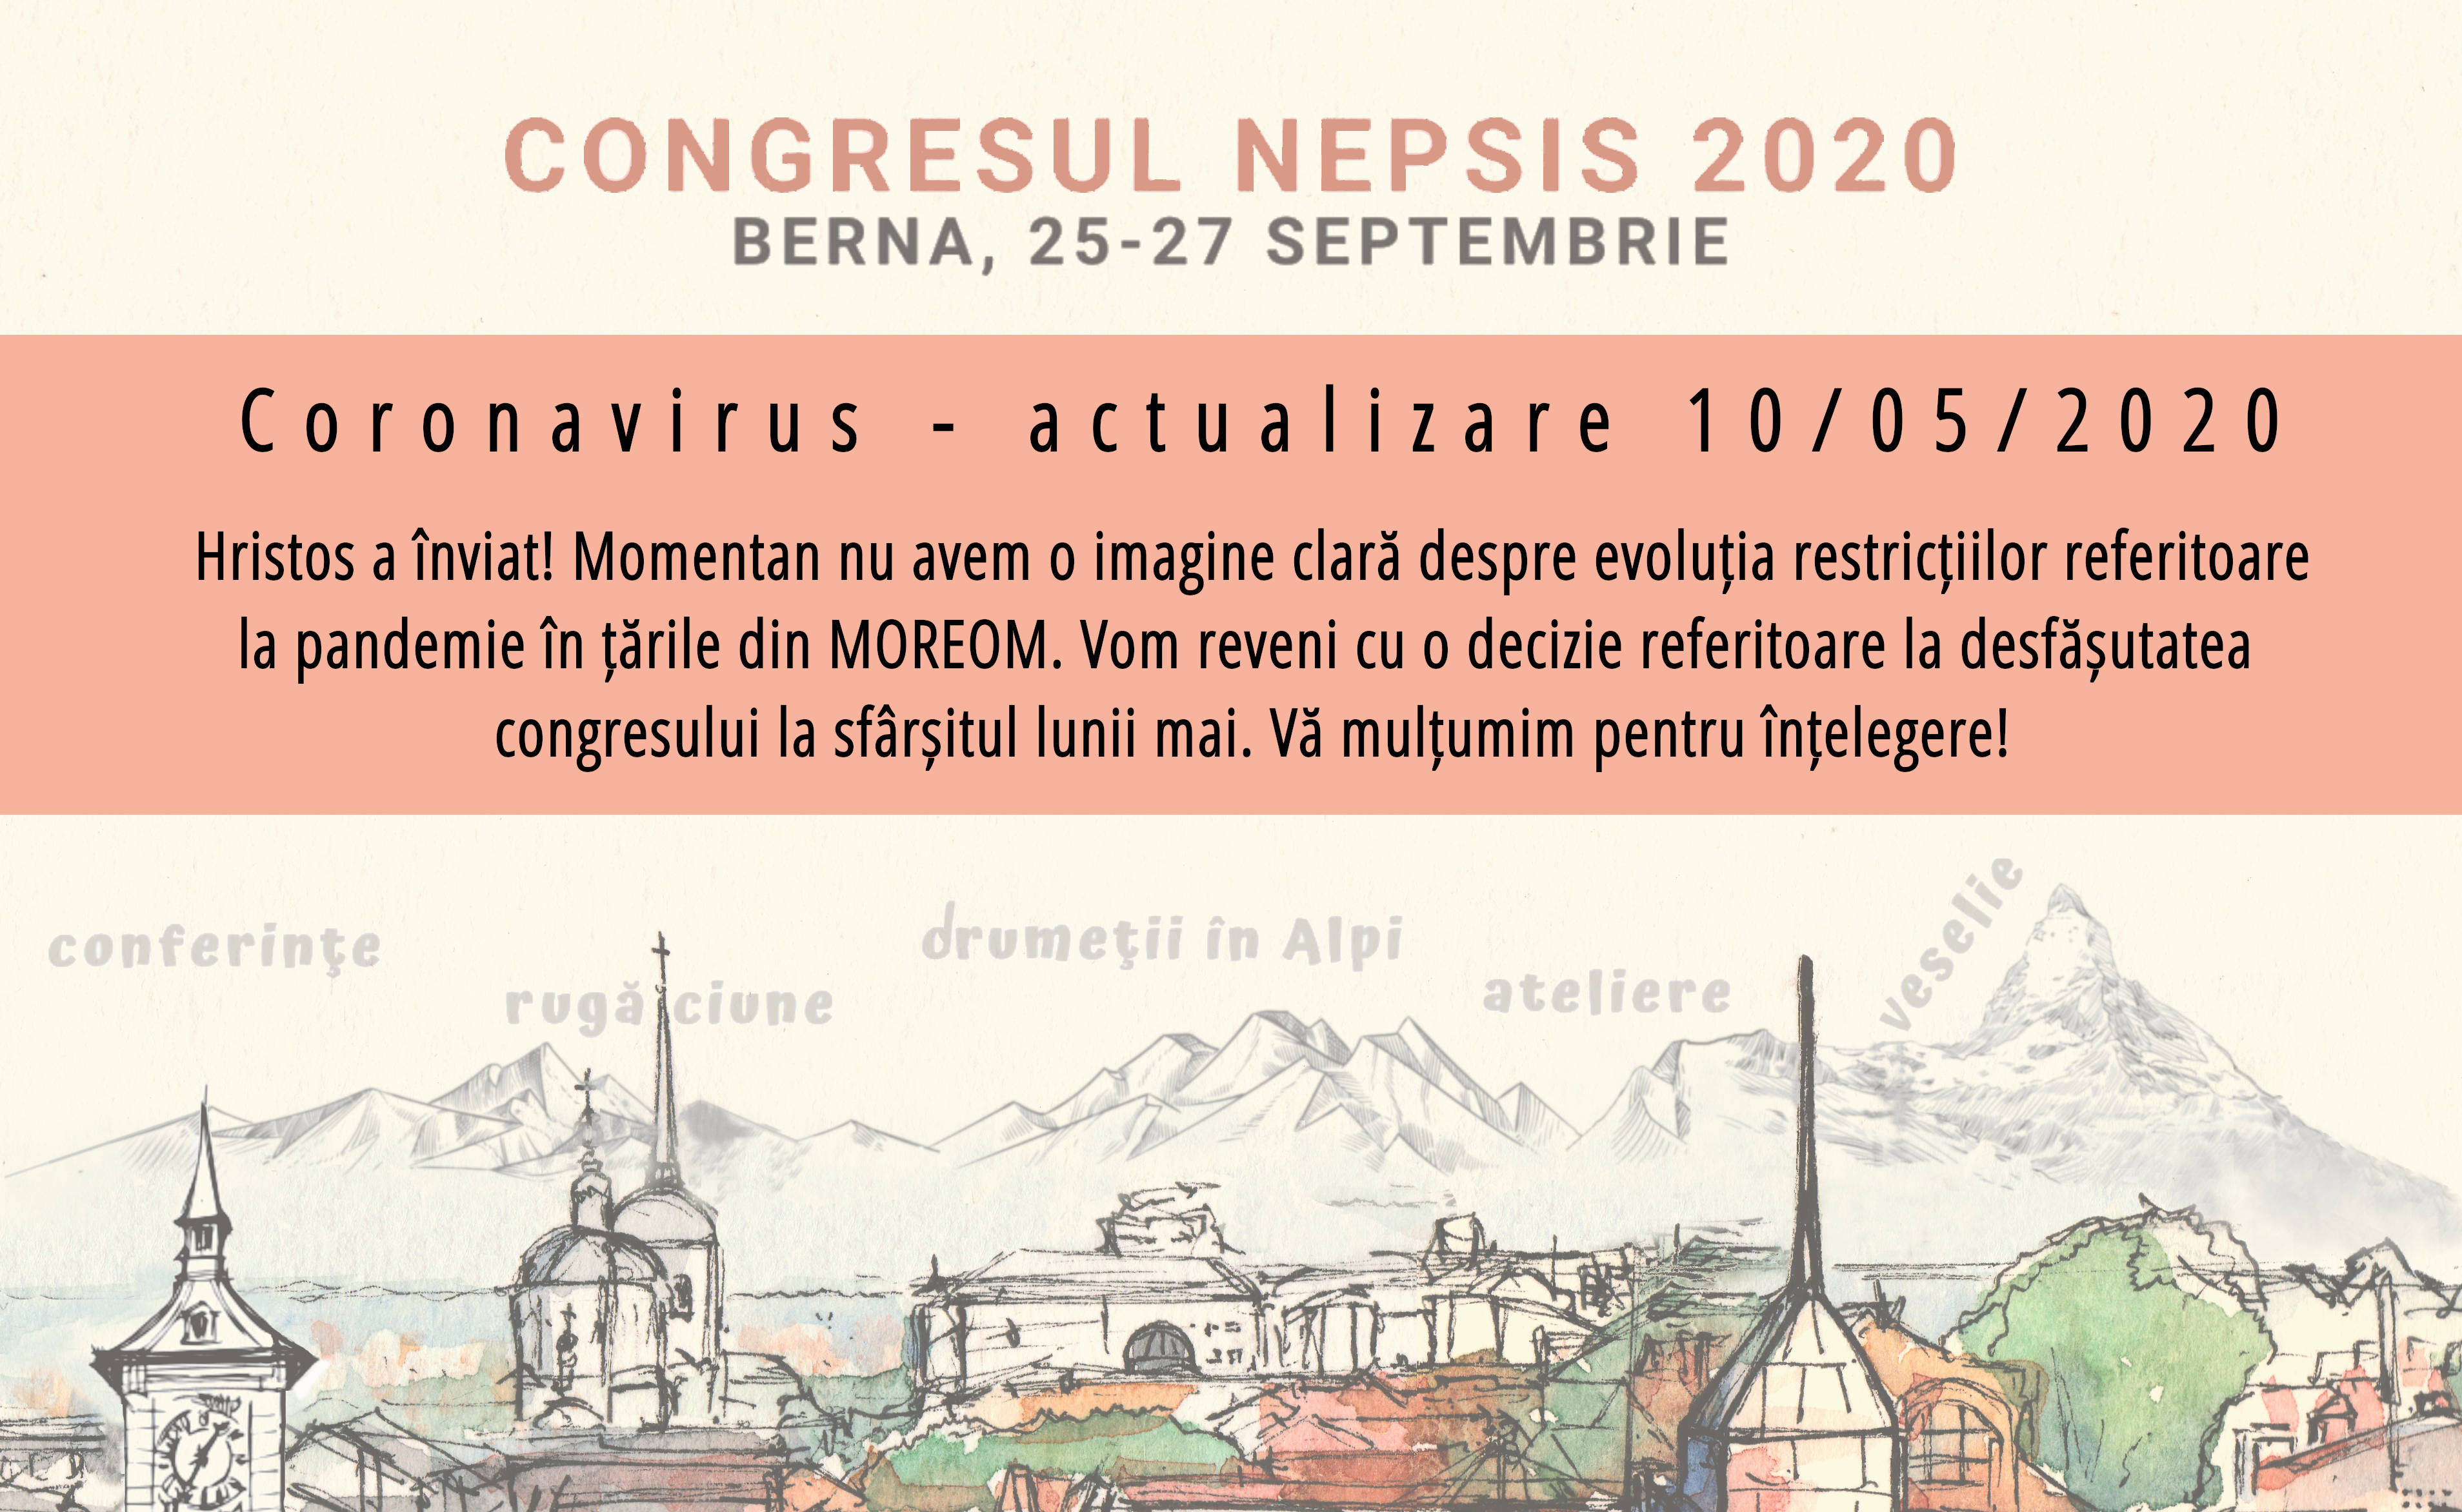 CONGRESUL NEPSIS 2020
BERNA, 25-27 SEPTEMBRIE
Coronavirus - actualizare 10/05/2020
Hristos a înviat! Momentan nu avem o imagine clară despre evoluția restricțiilor referitoare
la pandemie în țările din MOREOM. Vom reveni cu o decizie referitoare la desfășutatea
congresului la sfârșitul lunii mai. Vă mulțumim pentru înțelegere!
conferinţe
rugăciune
drumeţii în Alpi
ateliere
veselie